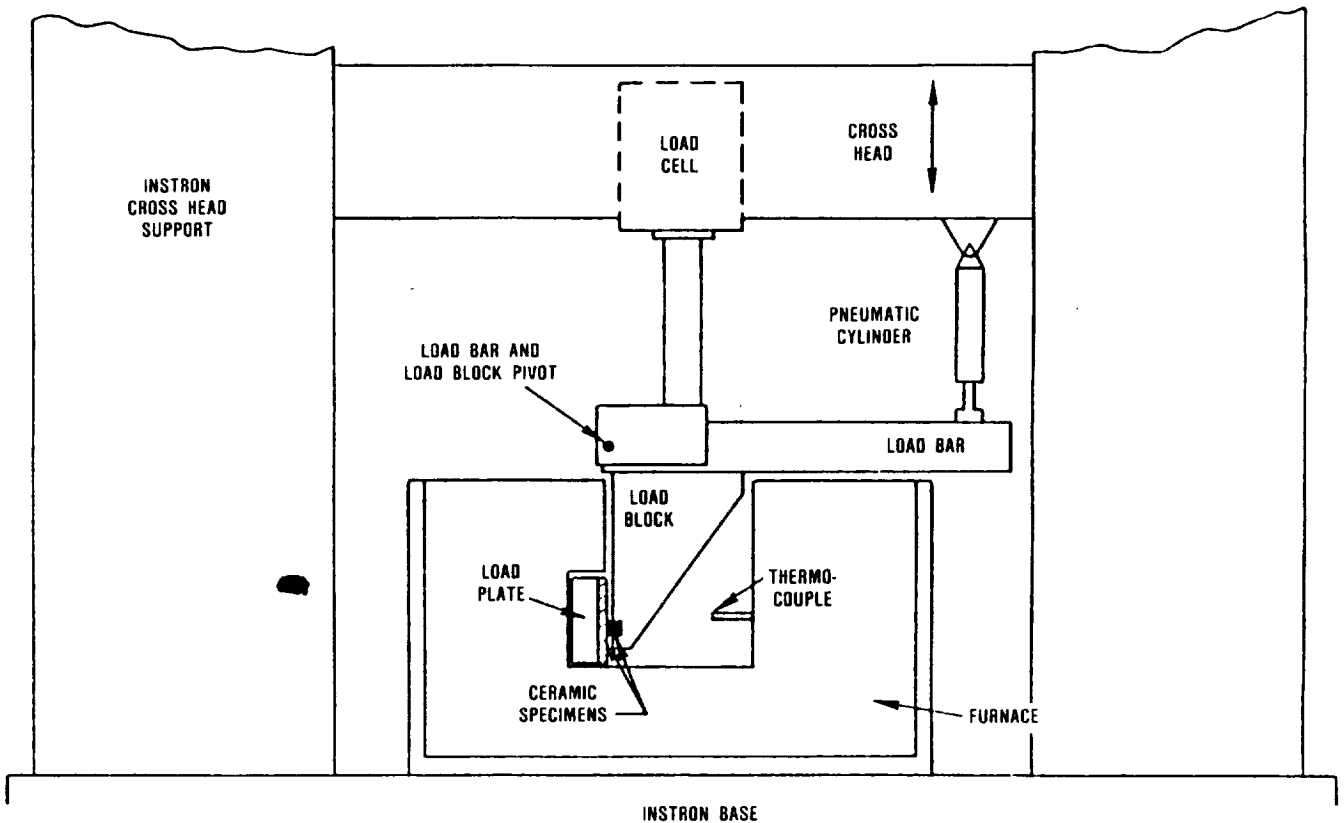 INSTRON
CROSS HEAD
SUPPORT
LOAD
CELL
CROSS
HEAD
PNEUMATIC
CYLINDER
LOAD BAR AND
LOAD BLOCK PIVOT
LOAD BAR
LOAD
BLOCK
LOAD
PLATE
THERMO-
COUPLE
CERAMIC
SPECIMENS
FURNACE
INSTRON BASE